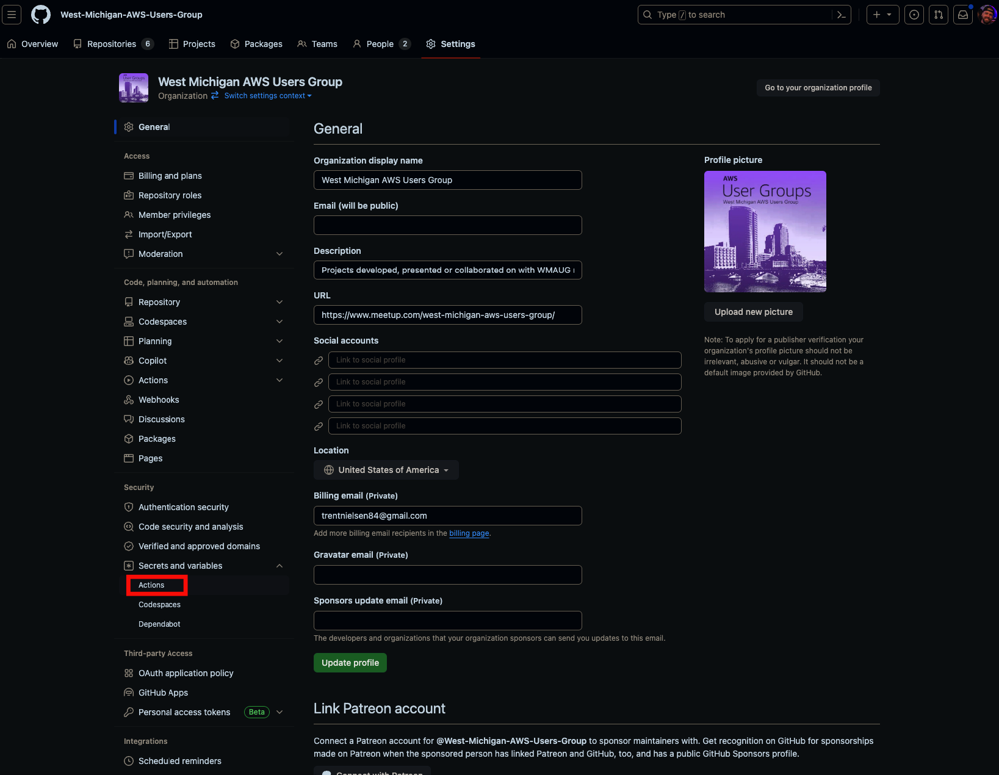 West-Michigan-AWS-Users-Group
Type / to search
Overview
Repositories 6
Projects
Packages
Teams
People 2
Settings
West Michigan AWS Users Group
Organization Switch settings context
Go to your organization profile
General
Access
Billing and plans
Repository roles
Member privileges
Import/Export
Moderation
Code, planning, and automation
Repository
Codespaces
Planning
Copilot
Actions
Webhooks
Discussions
Packages
Pages
Security
Authentication security
Code security and analysis
Verified and approved domains
Secrets and variables
Actions
Codespaces
Dependabot
Third-party Access
OAuth application policy
GitHub Apps
Personal access tokens Beta
Integrations
Scheduled reminders
General
Organization display name
West Michigan AWS Users Group
Email (will be public)
Description
Projects developed, presented or collaborated on with WMAUG
URL
https://www.meetup.com/west-michigan-aws-users-group/
Social accounts
Link to social profile
Link to social profile
Link to social profile
Link to social profile
Location
United States of America
Billing email (Private)
trentnielsen84@gmail.com
Add more billing email recipients in the billing page.
Gravatar email (Private)
Sponsors update email (Private)
The developers and organizations that your organization sponsors can send you updates to this email.
Update profile
Profile picture
AWS
User Groups
West Michigan AWS Users Group
Upload new picture
Note: To apply for a publisher verification your
organization's profile picture should not be
irrelevant, abusive or vulgar. It should not be a
default image provided by GitHub.
Link Patreon account
Connect a Patreon account for @West-Michigan-AWS-Users-Group to sponsor maintainers with. Get recognition on GitHub for sponsorships
made on Patreon when the sponsored person has linked Patreon and GitHub, too, and has a public GitHub Sponsors profile.
Connect with Patreon